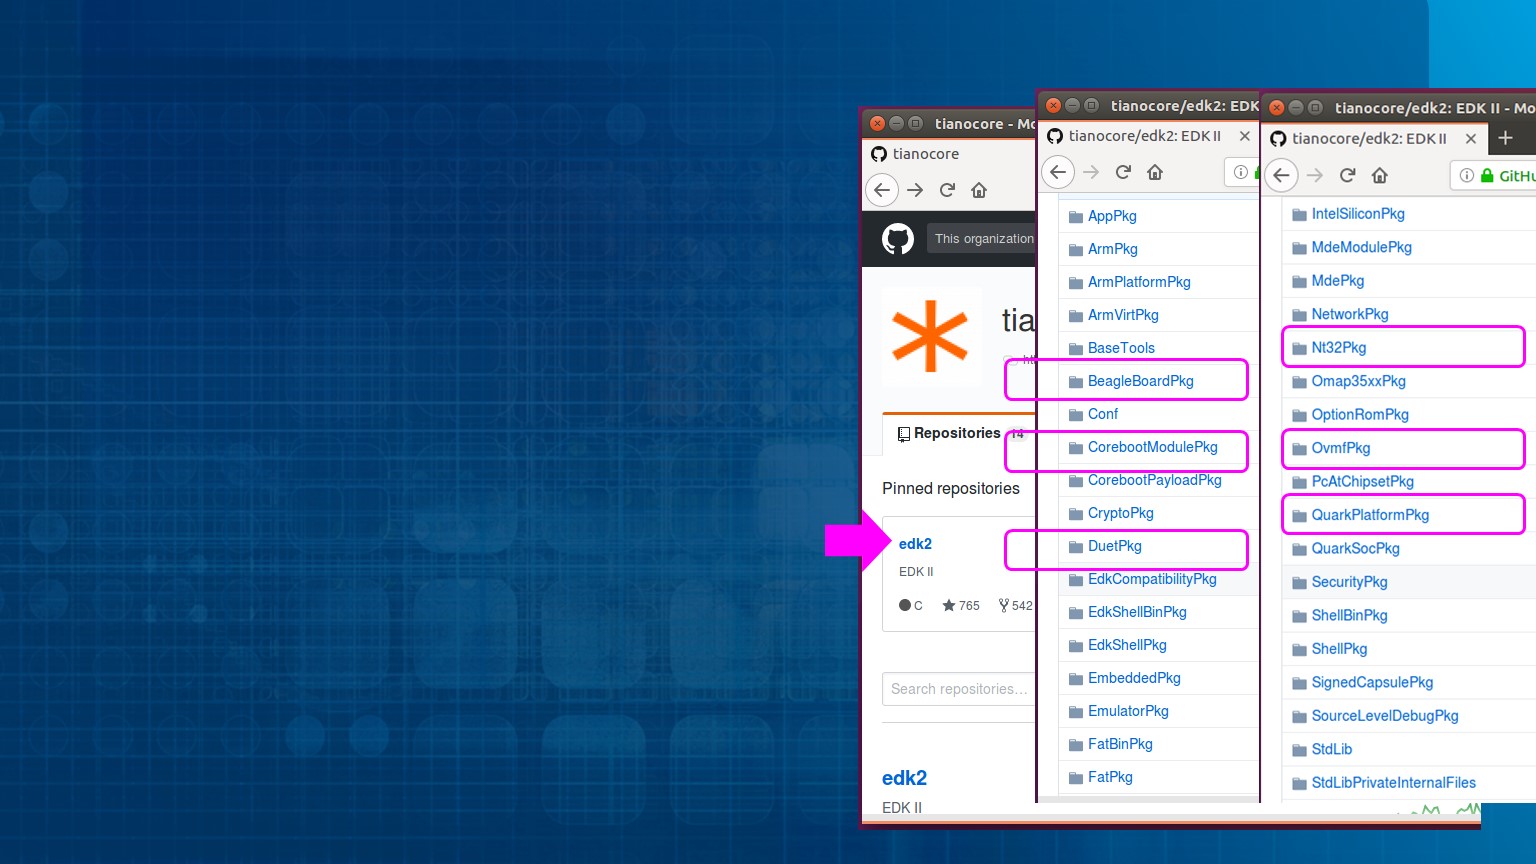 tianocore - Mo
tianocore
This organization
tia
htt
Repositories 14
Pinned repositories
edk2
EDK II
C 765 542
Search repositories…
edk2
EDK II
tianocore/edk2: EDK
tianocore/edk2: EDK II
AppPkg
ArmPkg
ArmPlatformPkg
ArmVirtPkg
BaseTools
BeagleBoardPkg
Conf
CorebootModulePkg
CorebootPayloadPkg
CryptoPkg
DuetPkg
EdkCompatibilityPkg
EdkShellBinPkg
EdkShellPkg
EmbeddedPkg
EmulatorPkg
FatBinPkg
FatPkg
tianocore/edk2: EDK II - Mo
tianocore/edk2: EDK II
GitHu
IntelSiliconPkg
MdeModulePkg
MdePkg
NetworkPkg
Nt32Pkg
Omap35xxPkg
OptionRomPkg
OvmfPkg
PcAtChipsetPkg
QuarkPlatformPkg
QuarkSocPkg
SecurityPkg
ShellBinPkg
ShellPkg
SignedCapsulePkg
SourceLevelDebugPkg
StdLib
StdLibPrivateInternalFiles